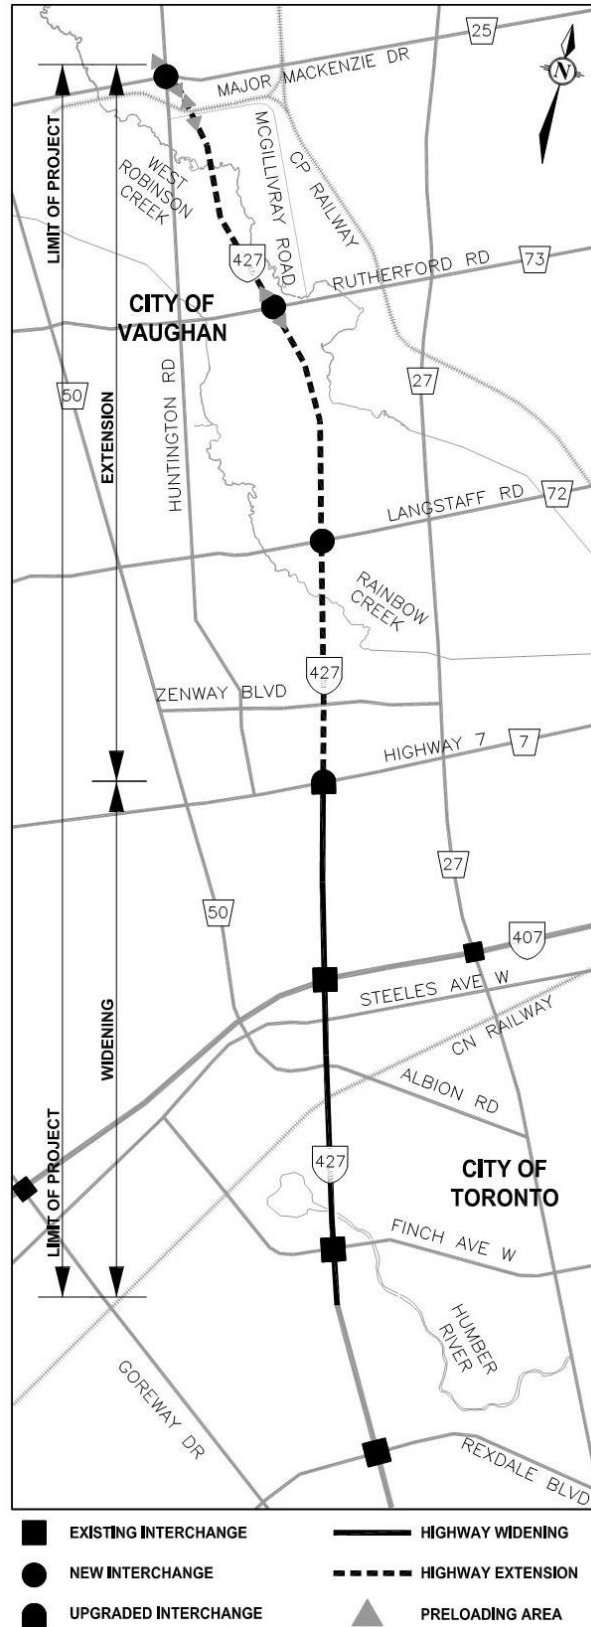 25
MAJOR MACKENZIE DR
N
LIMIT OF PROJECT
WEST
ROBINSON
CREEK
MCGILLIVRAY ROAD
CP RAILWAY
427
RUTHERFORD RD
73
CITY OF
VAUGHAN
50
27
EXTENSION
HUNTINGTON RD
LANGSTAFF RD
72
RAINBOW
CREEK
427
ZENWAY BLVD
HIGHWAY 7
7
27
50
407
STEELES AVE W
CN RAILWAY
WIDENING
ALBION RD
LIMIT OF PROJECT
427
CITY OF
TORONTO
FINCH AVE W
HUMBER
RIVER
GOREWAY DR
REXDALE BLVD
EXISTING INTERCHANGE
HIGHWAY WIDENING
NEW INTERCHANGE
HIGHWAY EXTENSION
UPGRADED INTERCHANGE
PRELOADING AREA